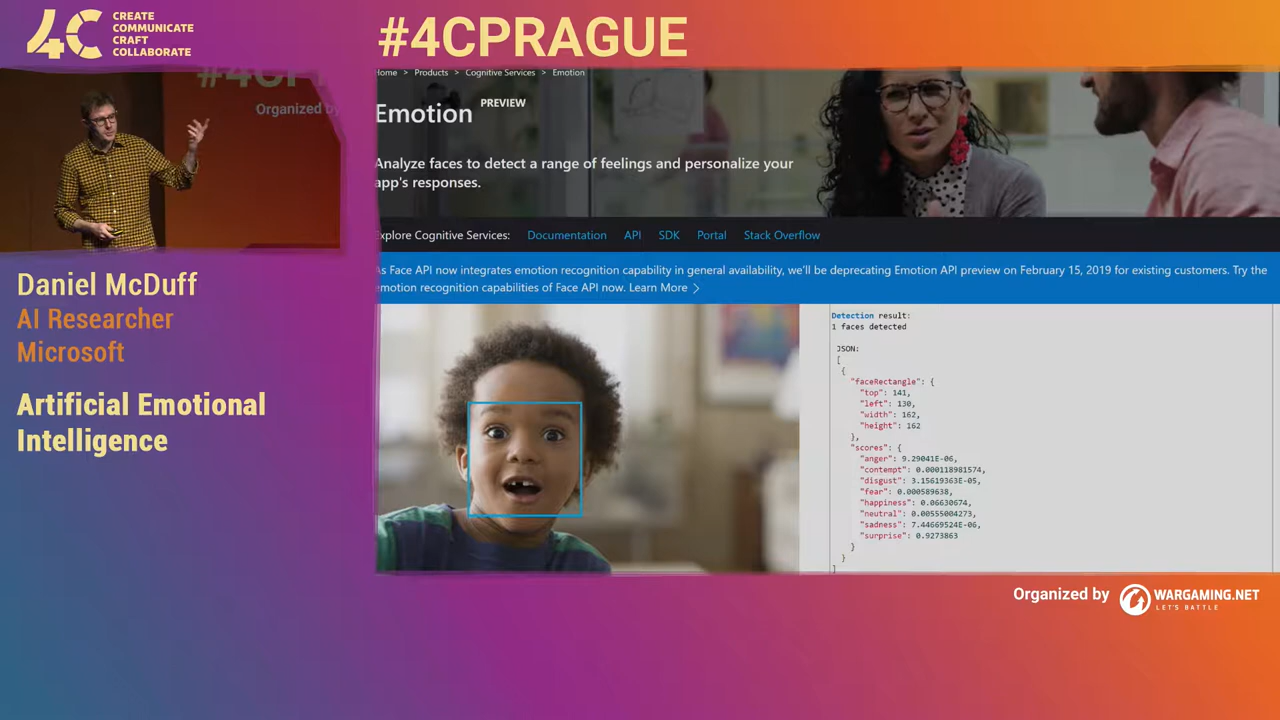 4C
CREATE
COMMUNICATE
CRAFT
COLLABORATE
#4CPRAGUE
Organized by
Daniel McDuff
AI Researcher
Microsoft
Artificial Emotional
Intelligence
Home > Products > Cognitive Services > Emotion
Emotion PREVIEW
Analyze faces to detect a range of feelings and personalize your
app's responses.
Explore Cognitive Services: Documentation API SDK Portal Stack Overflow
As Face API now integrates emotion recognition capability in general availability, we'll be deprecating Emotion API preview on February 15, 2019 for existing customers. Try the
emotion recognition capabilities of Face API now. Learn More >
Detection result:
1 faces detected
JSON:
[
{
"faceRectangle": {
"top": 141,
"left": 130,
"width": 162,
"height": 162
},
"scores": {
"anger": 9.29041E-06,
"contempt": 0.000118981574,
"disgust": 3.15619363E-05,
"fear": 0.000589638,
"happiness": 0.06630674,
"neutral": 0.00555004273,
"sadness": 7.44669524E-06,
"surprise": 0.9273863
}
}
]
Organized by WARGAMING.NET
LET'S BATTLE